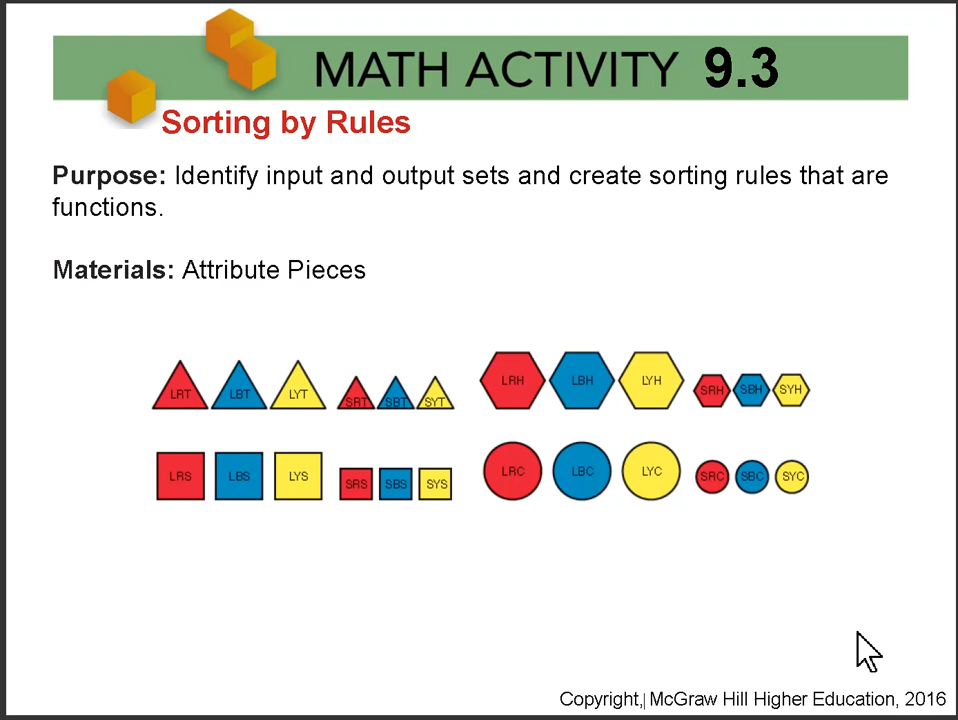 MATH ACTIVITY 9.3
Sorting by Rules
Purpose: Identify input and output sets and create sorting rules that are
functions.
Materials: Attribute Pieces
LRT LBT LYT SRT SBT SYT LRH LBH LYH SRH SBH SYH
LRS LBS LYS SRS SBS SYS LRC LBC LYC SRC SBC SYC
Copyright, McGraw Hill Higher Education, 2016